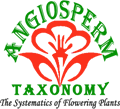 ANGIOSPERM
TAXONOMY
The Systematics of Flowering Plants